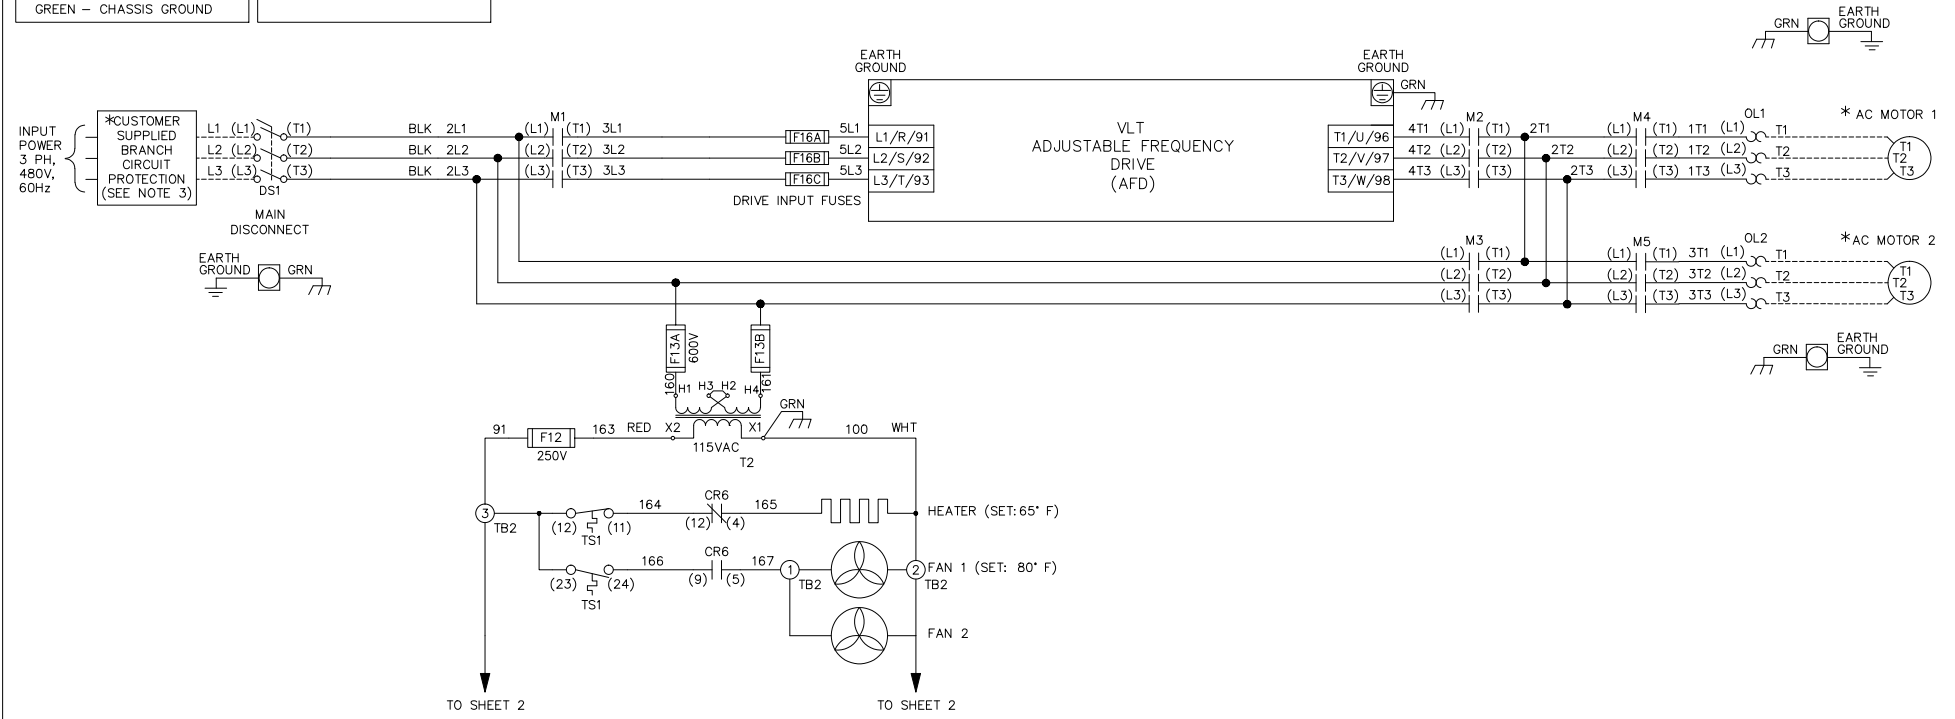 GREEN – CHASSIS GROUND
GRN
EARTH
GROUND
EARTH
GROUND
EARTH
GROUND
GRN
INPUT
POWER
3 PH,
480V,
60Hz
*CUSTOMER
SUPPLIED
BRANCH
CIRCUIT
PROTECTION
(SEE NOTE 3)
L1 (L1) (T1)
L2 (L2) (T2)
L3 (L3) (T3)
DS1
MAIN
DISCONNECT
EARTH
GROUND
GRN
BLK 2L1
BLK 2L2
BLK 2L3
M1
(L1) (T1) 3L1
(L2) (T2) 3L2
(L3) (T3) 3L3
F16A 5L1
F16B 5L2
F16C 5L3
DRIVE INPUT FUSES
L1/R/91
L2/S/92
L3/T/93
VLT
ADJUSTABLE FREQUENCY
DRIVE
(AFD)
T1/U/96
T2/V/97
T3/W/98
M2
4T1 (L1) (T1) 2T1
4T2 (L2) (T2) 2T2
4T3 (L3) (T3) 2T3
M4
(L1) (T1) 1T1 (L1)
(L2) (T2) 1T2 (L2)
(L3) (T3) 1T3 (L3)
OL1
T1
T2
T3
* AC MOTOR 1
T1
T2
T3
M3
(L1) (T1)
(L2) (T2)
(L3) (T3)
M5
(L1) (T1) 3T1 (L1)
(L2) (T2) 3T2 (L2)
(L3) (T3) 3T3 (L3)
OL2
T1
T2
T3
*AC MOTOR 2
T1
T2
T3
GRN
EARTH
GROUND
F13A
600V
F13B
160
161
H1 H3 H2 H4
GRN
91 F12 163 RED X2 X1 100 WHT
250V
115VAC
T2
3
TB2
(12) (11)
TS1
164
CR6
(12) (4)
165
HEATER (SET:65° F)
(23) (24)
TS1
166
CR6
(9) (5)
167
1
TB2
2
TB2
FAN 1 (SET: 80° F)
FAN 2
TO SHEET 2
TO SHEET 2